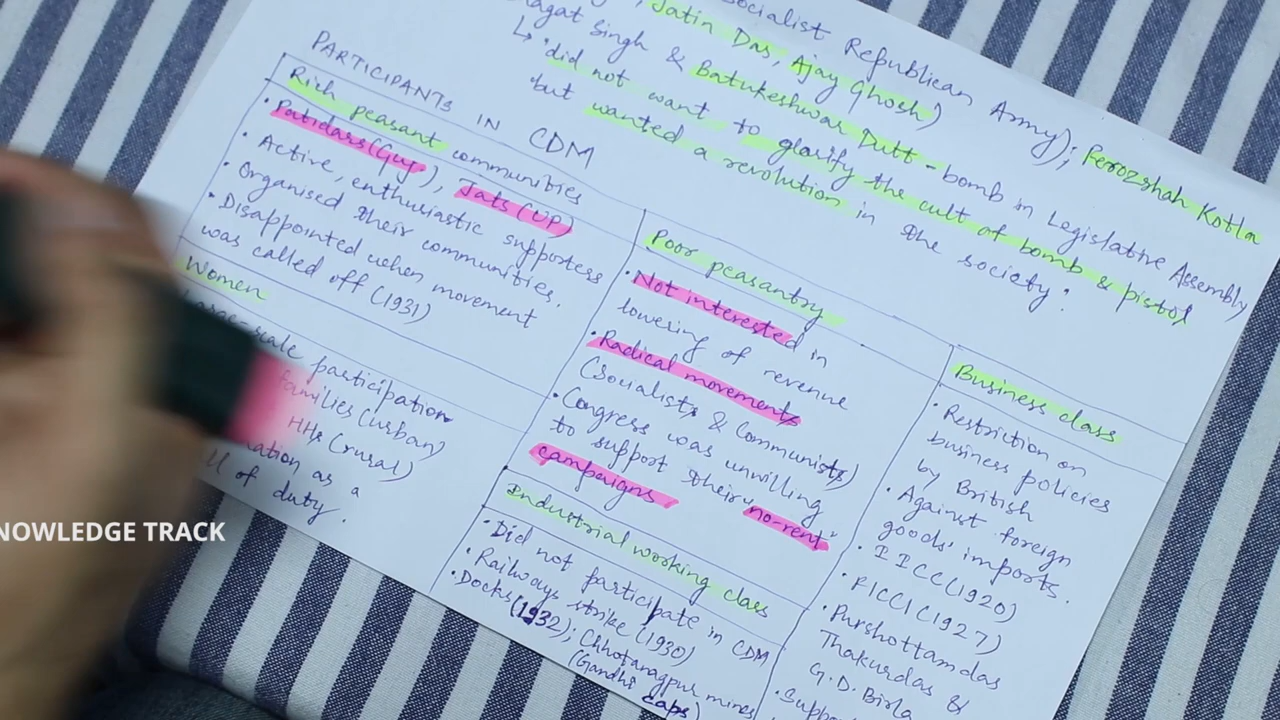 Socialist Republican Army); Ferozshah Kotla
Jatin Das, Ajay Ghosh)
Bhagat Singh & Batukeshwar Dutt - bomb in Legislative Assembly
↳ • did not want to glorify the cult of bomb & pistol
but wanted a revolution in the society.
PARTICIPANTS IN CDM
Rich peasant communities
• Patidars (Guj), Jats (UP)
• Active, enthusiastic supporters
• Organised their communities.
• Disappointed when movement
was called off (1931)
Women
Large-scale participation
families (urban)
HHs (rural)
as a
of duty.
Poor peasantry
• Not interested in
lowering of revenue
• Radical movements
(Socialists & Communists)
• Congress was unwilling
to support their "no-rent"
campaigns
Industrial working class
• Did not participate in CDM
• Railways strike (1930)
• Docks (1932); Chhotanagpur mines
(Gandhi caps)
Business class
• Restriction on
business policies
by British
• Against foreign
goods' imports.
• IICC (1920)
• FICCI (1927)
• Purshottamdas
Thakurdas &
G.D. Birla
NOWLEDGE TRACK